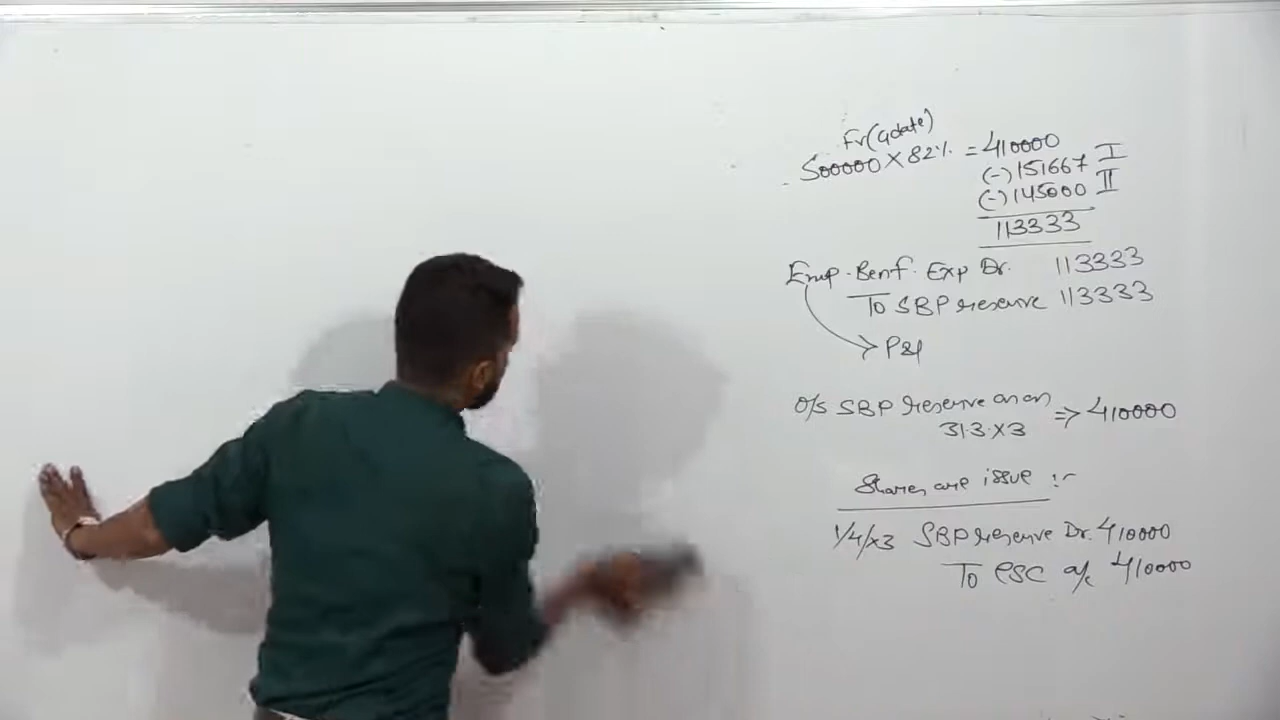 Fv(Gdate)
500000 X 82% = 410000
(-) 151667 I
(-) 145000 II
113333
Emp. Benf. Exp Dr. 113333
To SBP reserve 113333
P&L
O/s SBP reserve as on
31.3.X3 => 410000
Shares are issue :-
1/4/X3 SBP reserve Dr. 410000
To ESC a/c 410000